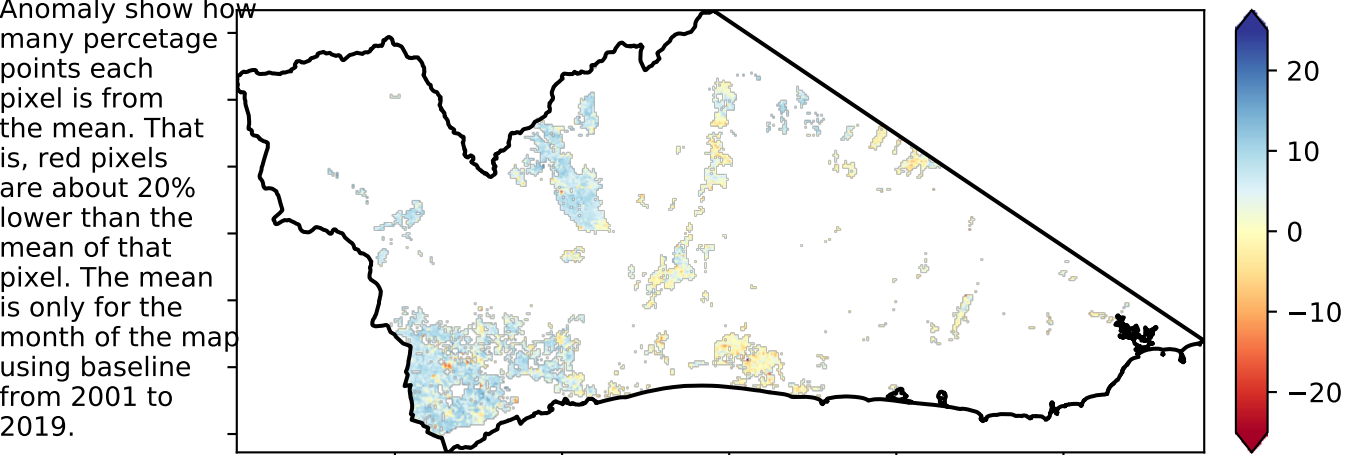 Anomaly show how
many percetage
points each
pixel is from
the mean. That
is, red pixels
are about 20%
lower than the
mean of that
pixel. The mean
is only for the
month of the map
using baseline
from 2001 to
2019.
20
10
0
−10
−20